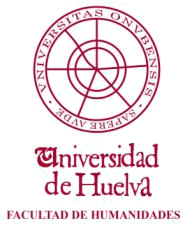 VNIVERSITAS ONVBENSIS
SAPERE AVDE
Universidad
de Huelva
FACULTAD DE HUMANIDADES